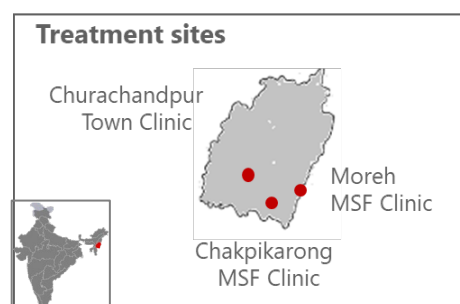 Treatment sites
Churachandpur
Town Clinic
Moreh
MSF Clinic
Chakpikarong
MSF Clinic